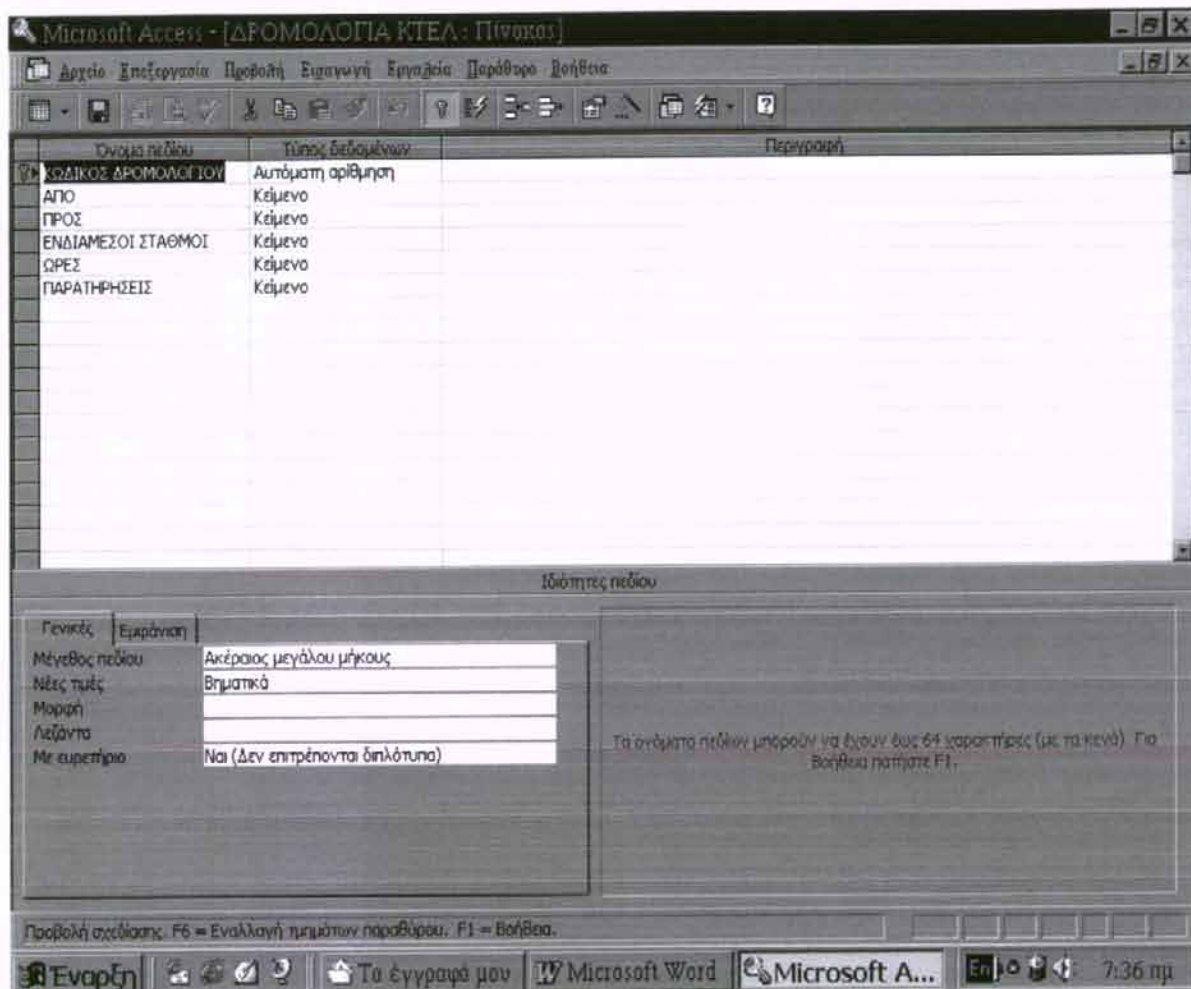 Microsoft Access - [ΔΡΟΜΟΛΟΓΙΑ ΚΤΕΛ : Πίνακας]
Αρχείο Επεξεργασία Προβολή Εισαγωγή Εργαλεία Παράθυρο Βοήθεια
Όνομα πεδίου Τύπος δεδομένων Περιγραφή
ΚΩΔΙΚΟΣ ΔΡΟΜΟΛΟΓΙΟΥ Αυτόματη αρίθμηση
ΑΠΟ Κείμενο
ΠΡΟΣ Κείμενο
ΕΝΔΙΑΜΕΣΟΙ ΣΤΑΘΜΟΙ Κείμενο
ΩΡΕΣ Κείμενο
ΠΑΡΑΤΗΡΗΣΕΙΣ Κείμενο
Ιδιότητες πεδίου
Γενικές Εμφάνιση
Μέγεθος πεδίου Ακέραιος μεγάλου μήκους
Νέες τιμές Βηματικά
Μορφή
Λεζάντα
Με ευρετήριο Ναι (Δεν επιτρέπονται διπλότυπα)
Τα ονόματα πεδίων μπορούν να έχουν έως 64 χαρακτήρες (με τα κενά). Για
Βοήθεια πατήστε F1.
Προβολή σχεδίασης. F6 = Εναλλαγή τμημάτων παραθύρου. F1 = Βοήθεια.
Έναρξη Τα έγγραφά μου Microsoft Word Microsoft A... En 7:36 πμ